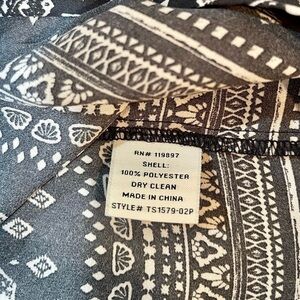 RN# 119897
SHELL:
100% POLYESTER
DRY CLEAN
MADE IN CHINA
STYLE# TS1579-02P